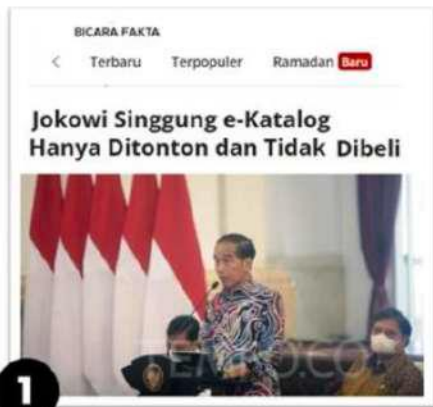 BICARA FAKTA
< Terbaru Terpopuler Ramadan Baru
Jokowi Singgung e-Katalog
Hanya Ditonton dan Tidak Dibeli
TEMPO.CO
1